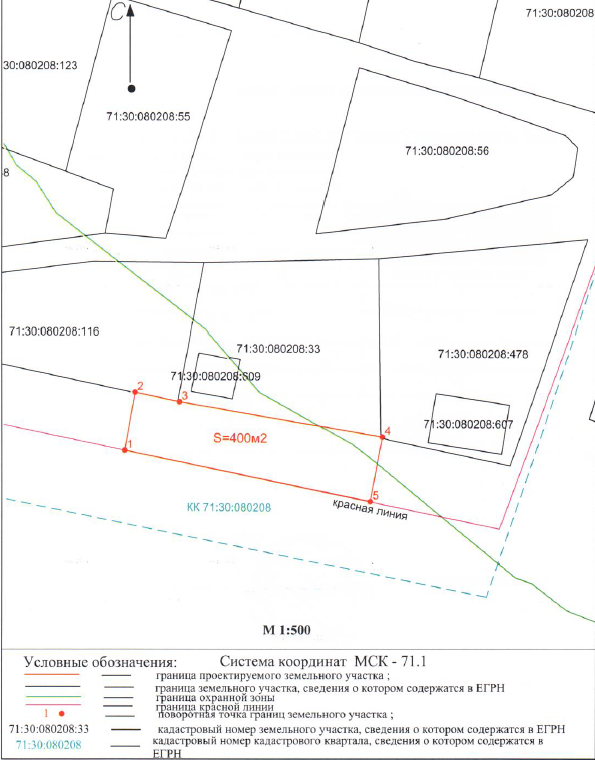 С
71:30:080208
30:080208:123
71:30:080208:55
71:30:080208:56
8
71:30:080208:116
71:30:080208:33
71:30:080208:478
71:30:080208:609
71:30:080208:607
2
3
4
S=400м2
1
5
красная линия
КК 71:30:080208
М 1:500
Условные обозначения: Система координат МСК - 71.1
граница проектируемого земельного участка ;
граница земельного участка, сведения о котором содержатся в ЕГРН
граница охранной зоны
граница красной линии
1 поворотная точка границ земельного участка ;
71:30:080208:33 кадастровый номер земельного участка, сведения о котором содержатся в ЕГРН
71:30:080208 кадастровый номер кадастрового квартала, сведения о котором содержатся в
ЕГРН